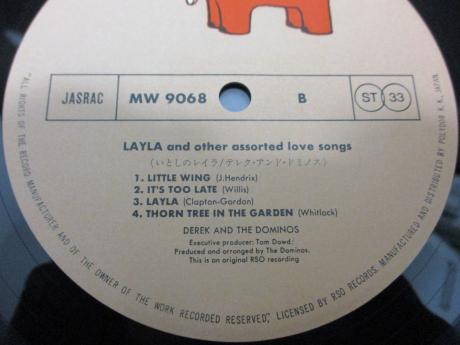 JASRAC MW 9068 B ST 33
LAYLA and other assorted love songs
(いとしのレイラ/デレク・アンド・ドミノス)
1. LITTLE WING (J.Hendrix)
2. IT'S TOO LATE (Willis)
3. LAYLA (Clapton-Gordon)
4. THORN TREE IN THE GARDEN (Whitlock)
DEREK AND THE DOMINOS
Executive producer: Tom Dowd.
Preduced and arranged by The Dominos.
This is an original RSO recording
"ALL RIGHTS OF THE RECORD MANUFACTURER AND OF THE OWNER OF THE WORK RECORDED RESERVED", LICENSED BY RSO RECORDS. MANUFACTURED AND DISTRIBUTED BY POLYDOR K.K., JAPAN.